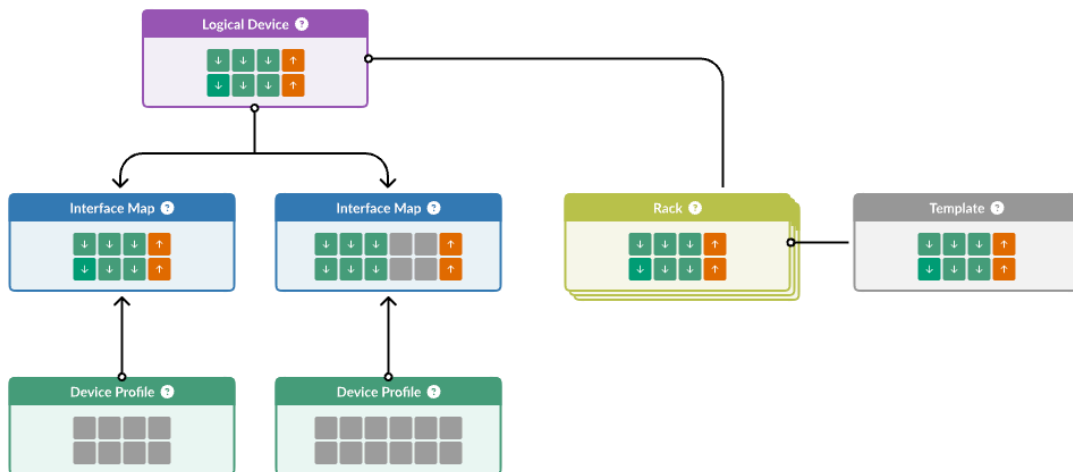 Logical Device ?
↓ ↓ ↓ ↑
↓ ↓ ↓ ↑
Interface Map ?
↓ ↓ ↓ ↑
↓ ↓ ↓ ↑
Interface Map ?
↓ ↓ ↓ ↑
↓ ↓ ↓ ↑
Rack ?
↓ ↓ ↓ ↑
↓ ↓ ↓ ↑
Template ?
↓ ↓ ↓ ↑
↓ ↓ ↓ ↑
Device Profile ?
Device Profile ?